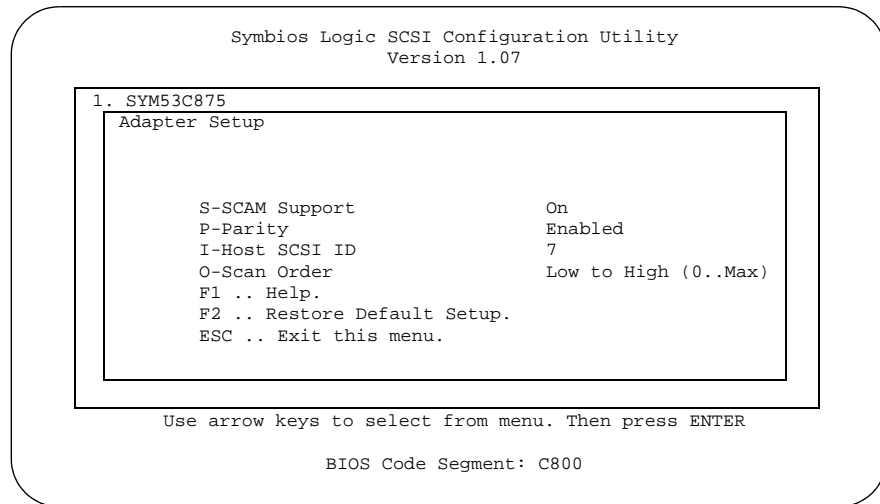 Symbios Logic SCSI Configuration Utility
Version 1.07
1. SYM53C875
Adapter Setup
S-SCAM Support On
P-Parity Enabled
I-Host SCSI ID 7
O-Scan Order Low to High (0..Max)
F1 .. Help.
F2 .. Restore Default Setup.
ESC .. Exit this menu.
Use arrow keys to select from menu. Then press ENTER
BIOS Code Segment: C800